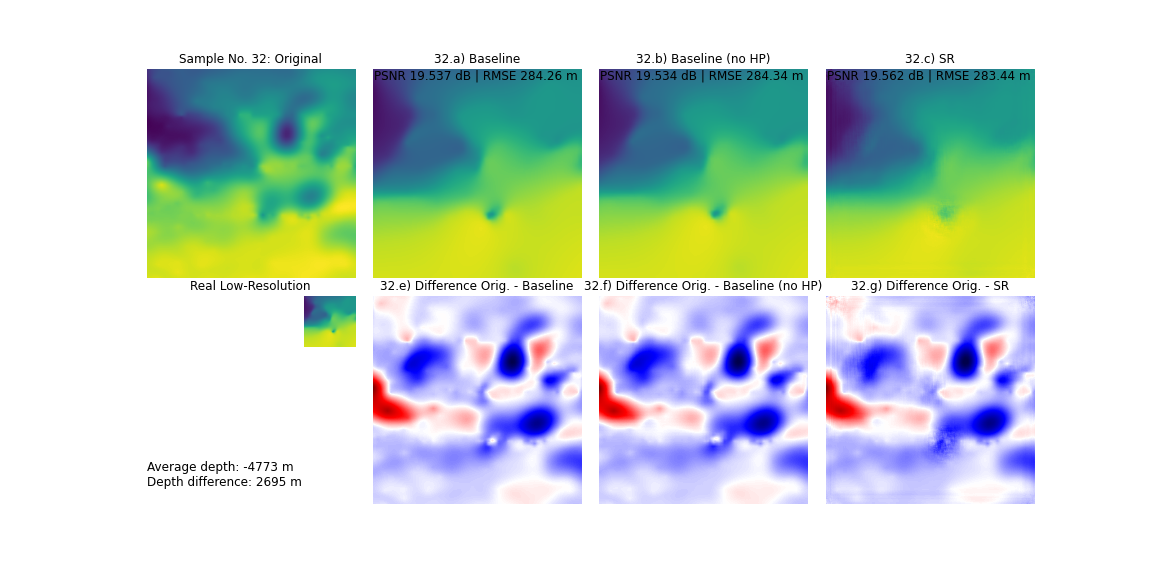 Sample No. 32: Original
32.a) Baseline
32.b) Baseline (no HP)
32.c) SR
PSNR 19.537 dB | RMSE 284.26 m
PSNR 19.534 dB | RMSE 284.34 m
PSNR 19.562 dB | RMSE 283.44 m
Real Low-Resolution
32.e) Difference Orig. - Baseline
32.f) Difference Orig. - Baseline (no HP)
32.g) Difference Orig. - SR
Average depth: -4773 m
Depth difference: 2695 m